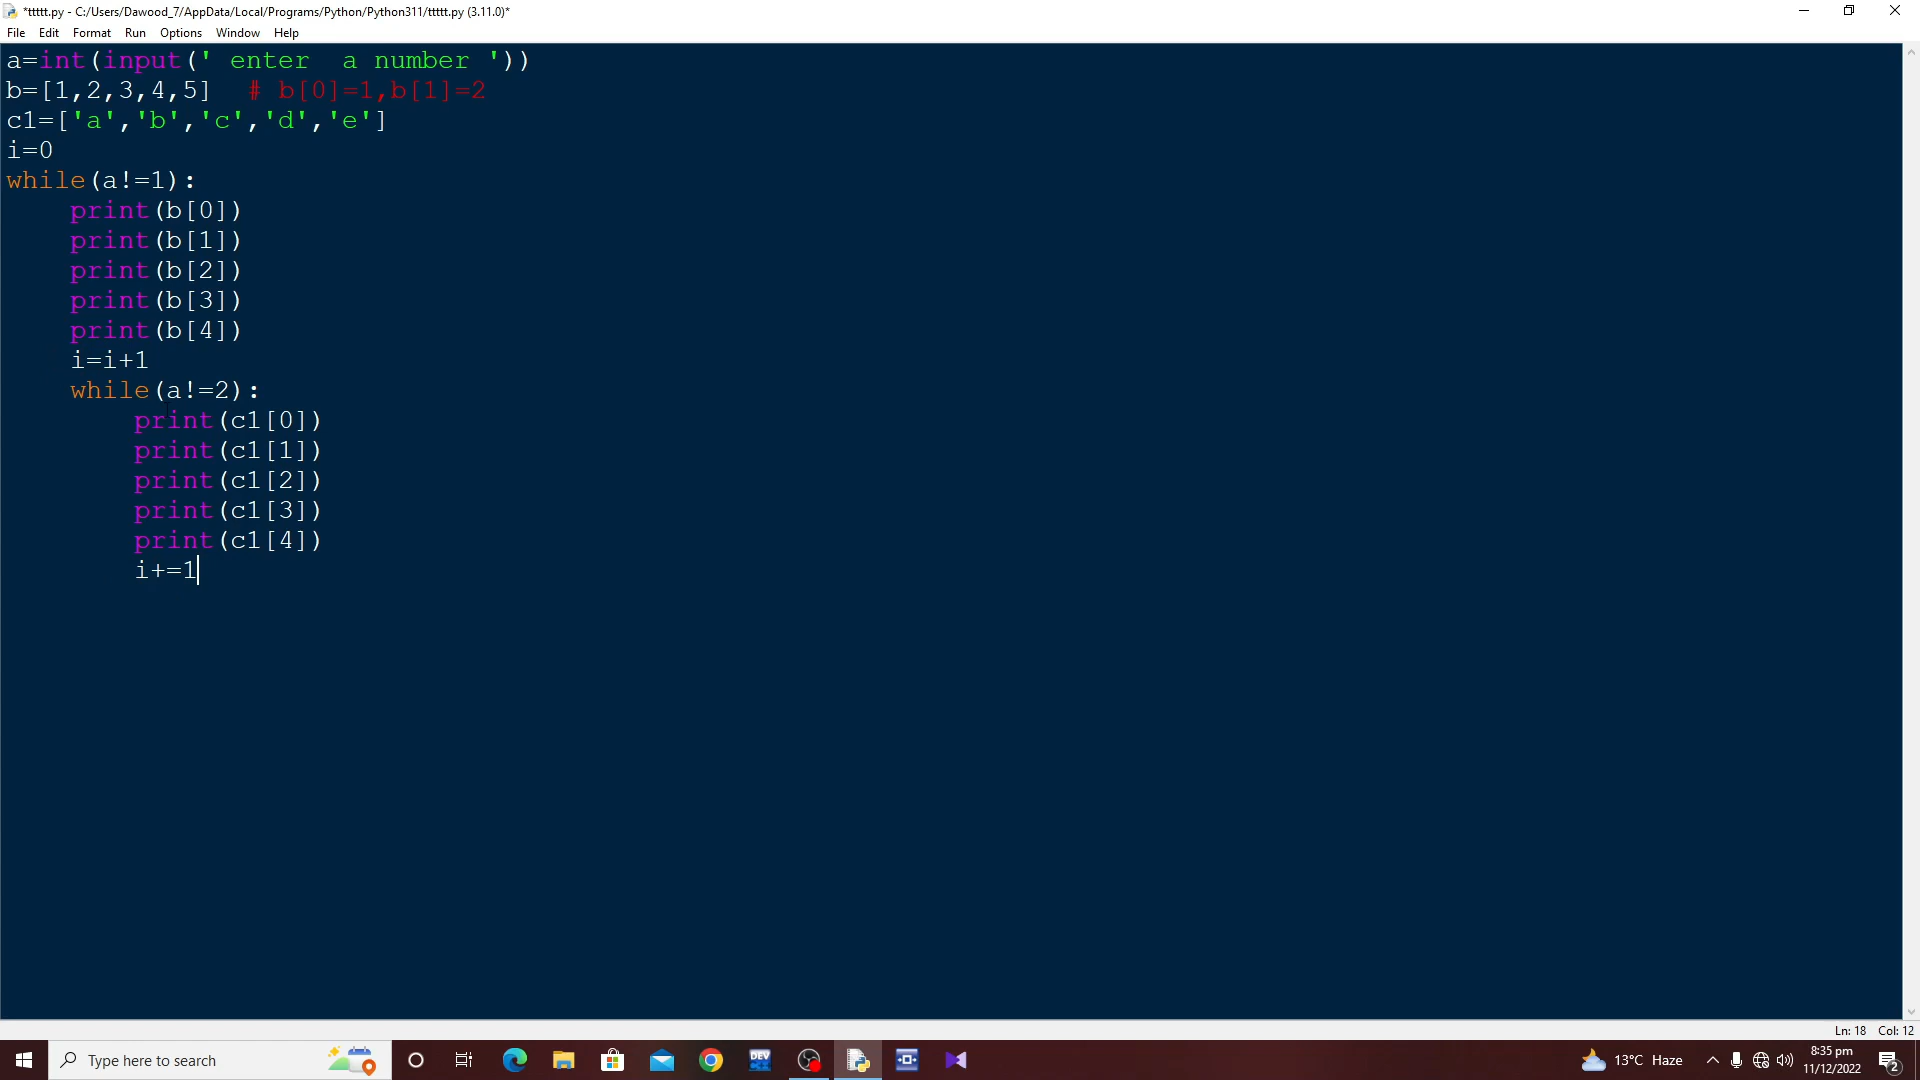 *ttttt.py - C:/Users/Dawood_7/AppData/Local/Programs/Python/Python311/ttttt.py (3.11.0)*
File Edit Format Run Options Window Help
a=int(input(' enter  a number '))
b=[1,2,3,4,5]  # b[0]=1,b[1]=2
c1=['a','b','c','d','e']
i=0
while(a!=1):
    print(b[0])
    print(b[1])
    print(b[2])
    print(b[3])
    print(b[4])
    i=i+1
    while(a!=2):
        print(c1[0])
        print(c1[1])
        print(c1[2])
        print(c1[3])
        print(c1[4])
        i+=1
Ln: 18 Col: 12
Type here to search
DEV
13°C Haze
8:35 pm
11/12/2022
2